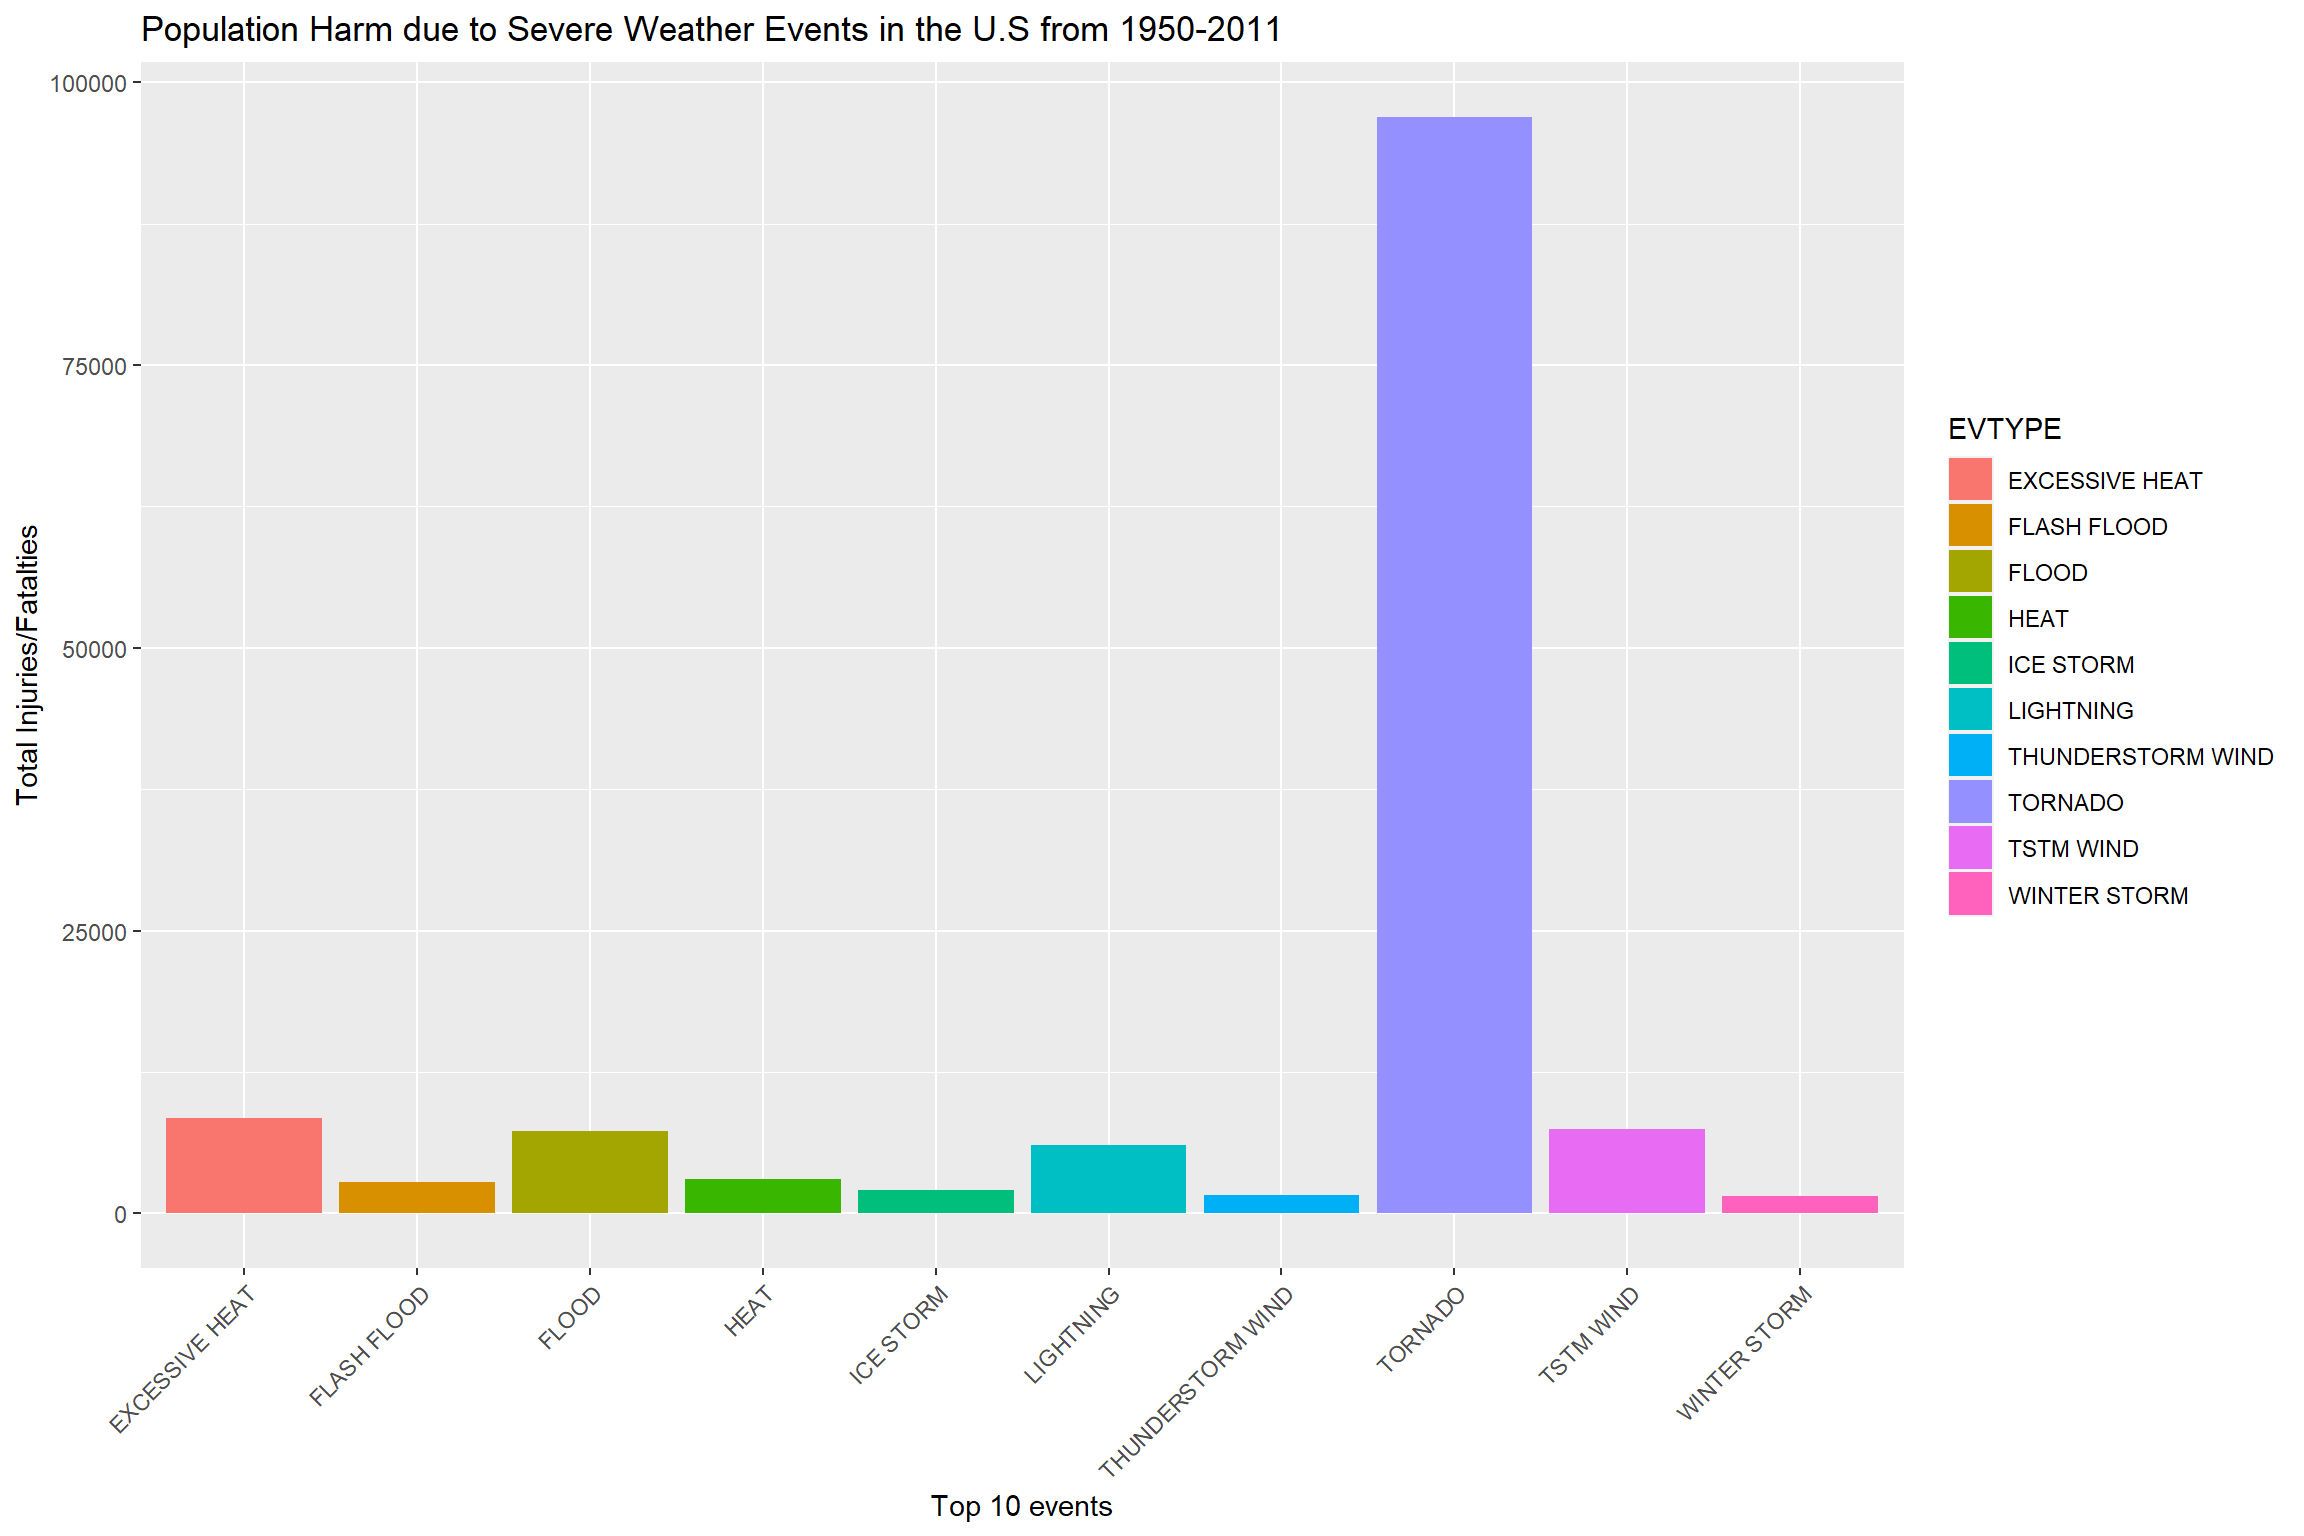 Population Harm due to Severe Weather Events in the U.S from 1950-2011
100000
75000
50000
25000
0
Total Injuries/Fatalties
EXCESSIVE HEAT
FLASH FLOOD
FLOOD
HEAT
ICE STORM
LIGHTNING
THUNDERSTORM WIND
TORNADO
TSTM WIND
WINTER STORM
Top 10 events
EVTYPE
EXCESSIVE HEAT
FLASH FLOOD
FLOOD
HEAT
ICE STORM
LIGHTNING
THUNDERSTORM WIND
TORNADO
TSTM WIND
WINTER STORM